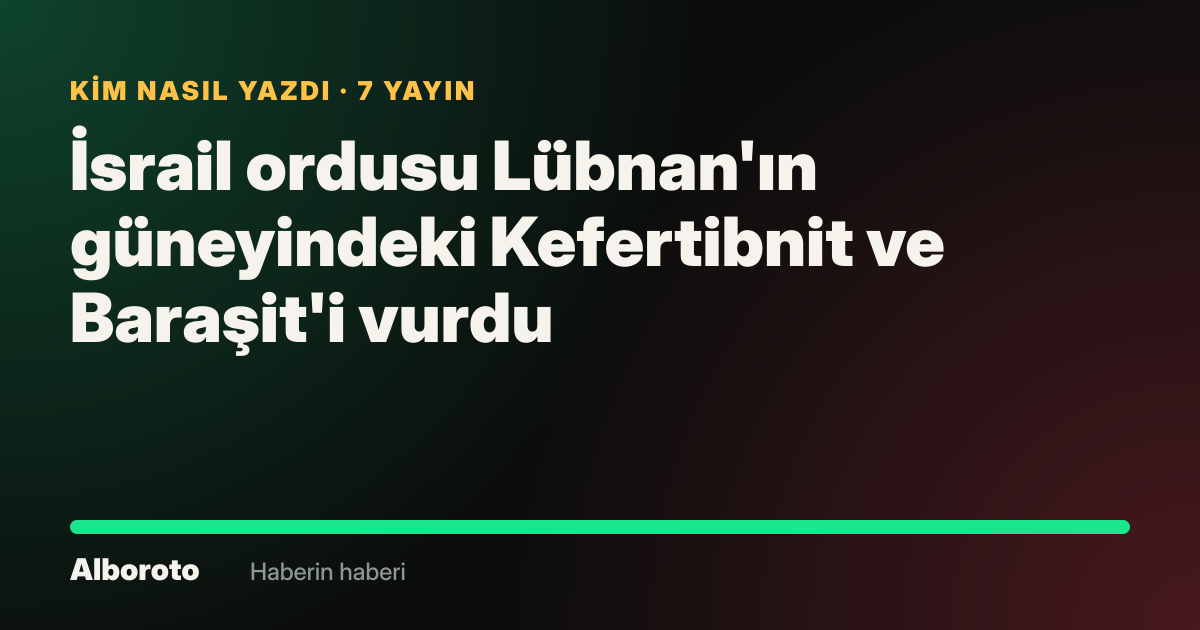 KİM NASIL YAZDI · 7 YAYIN
İsrail ordusu Lübnan'ın
güneyindeki Kefertibnit ve
Baraşit'i vurdu
Alboroto Haberin haberi